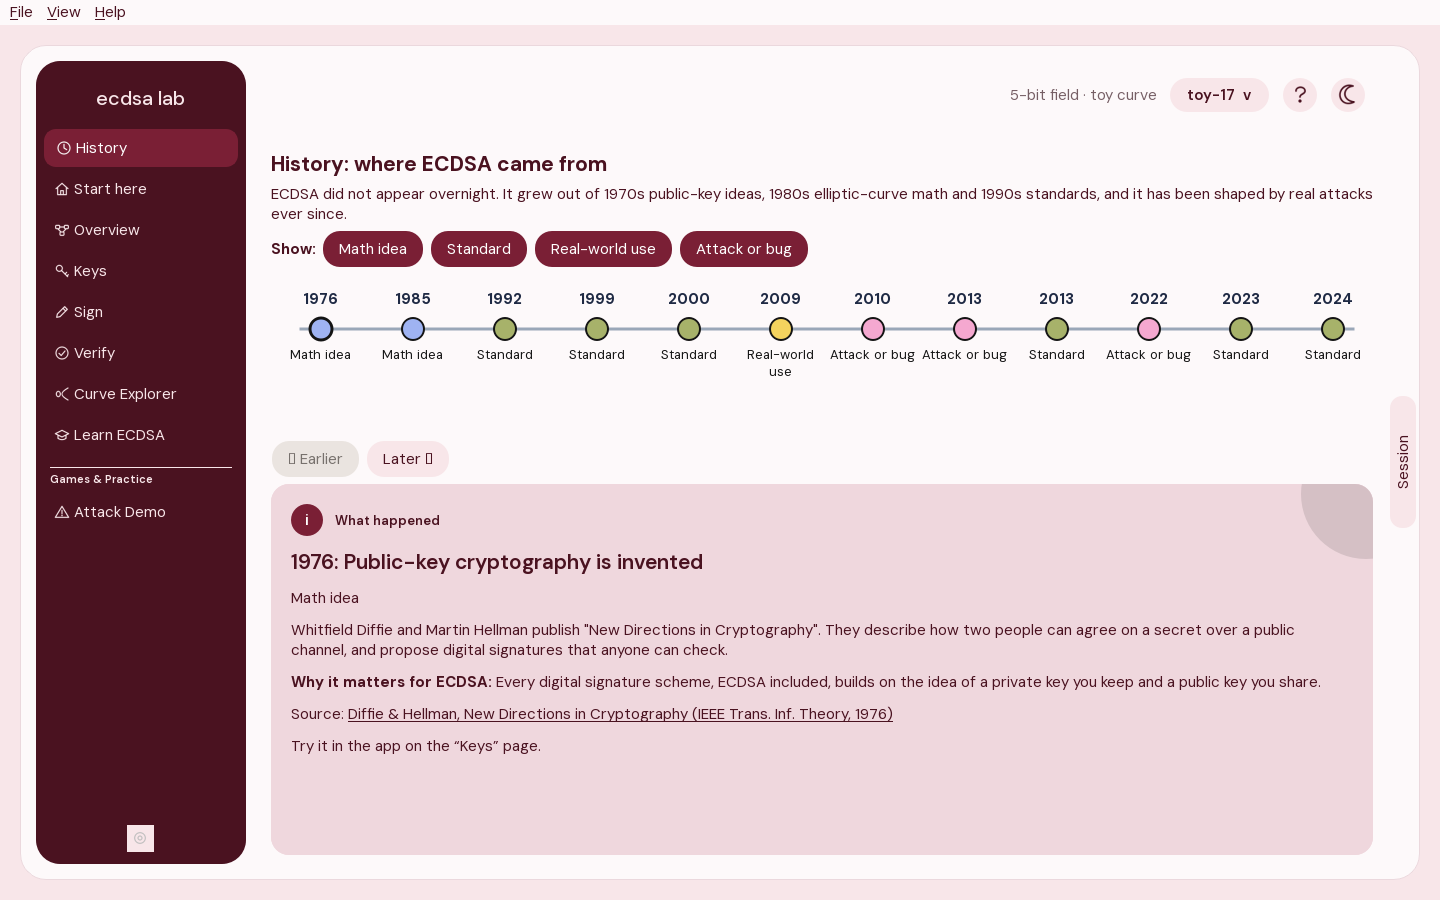 File View Help
ecdsa lab
History
Start here
Overview
Keys
Sign
Verify
Curve Explorer
Learn ECDSA
Games & Practice
Attack Demo
5-bit field · toy curve
toy-17 v
?
History: where ECDSA came from
ECDSA did not appear overnight. It grew out of 1970s public-key ideas, 1980s elliptic-curve math and 1990s standards, and it has been shaped by real attacks
ever since.
Show: Math idea Standard Real-world use Attack or bug
1976 1985 1992 1999 2000 2009 2010 2013 2013 2022 2023 2024
Math idea Math idea Standard Standard Standard Real-world Attack or bug Attack or bug Standard Attack or bug Standard Standard
use
Earlier Later
i What happened
1976: Public-key cryptography is invented
Math idea
Whitfield Diffie and Martin Hellman publish "New Directions in Cryptography". They describe how two people can agree on a secret over a public
channel, and propose digital signatures that anyone can check.
Why it matters for ECDSA: Every digital signature scheme, ECDSA included, builds on the idea of a private key you keep and a public key you share.
Source: Diffie & Hellman, New Directions in Cryptography (IEEE Trans. Inf. Theory, 1976)
Try it in the app on the “Keys” page.
Session